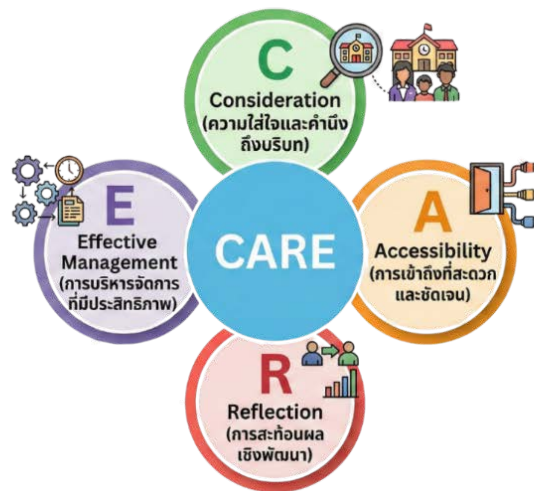 C
Consideration
(ความใส่ใจและคำนึง
ถึงบริบท)
E
Effective
Management
(การบริหารจัดการ
ที่มีประสิทธิภาพ)
CARE
A
Accessibility
(การเข้าถึงที่สะดวก
และชัดเจน)
R
Reflection
(การสะท้อนผล
เชิงพัฒนา)